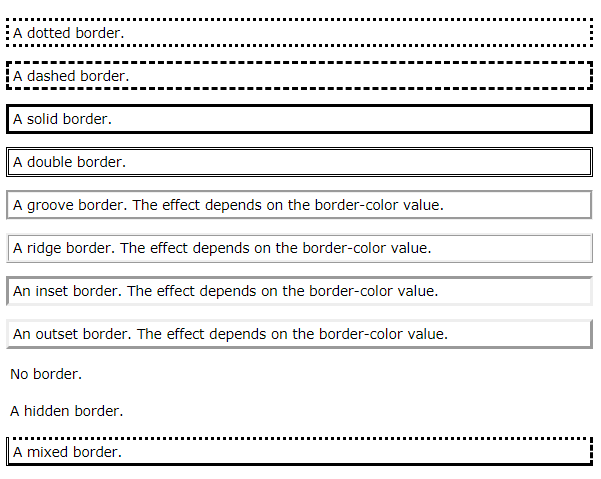 A dotted border.
A dashed border.
A solid border.
A double border.
A groove border. The effect depends on the border-color value.
A ridge border. The effect depends on the border-color value.
An inset border. The effect depends on the border-color value.
An outset border. The effect depends on the border-color value.
No border.
A hidden border.
A mixed border.